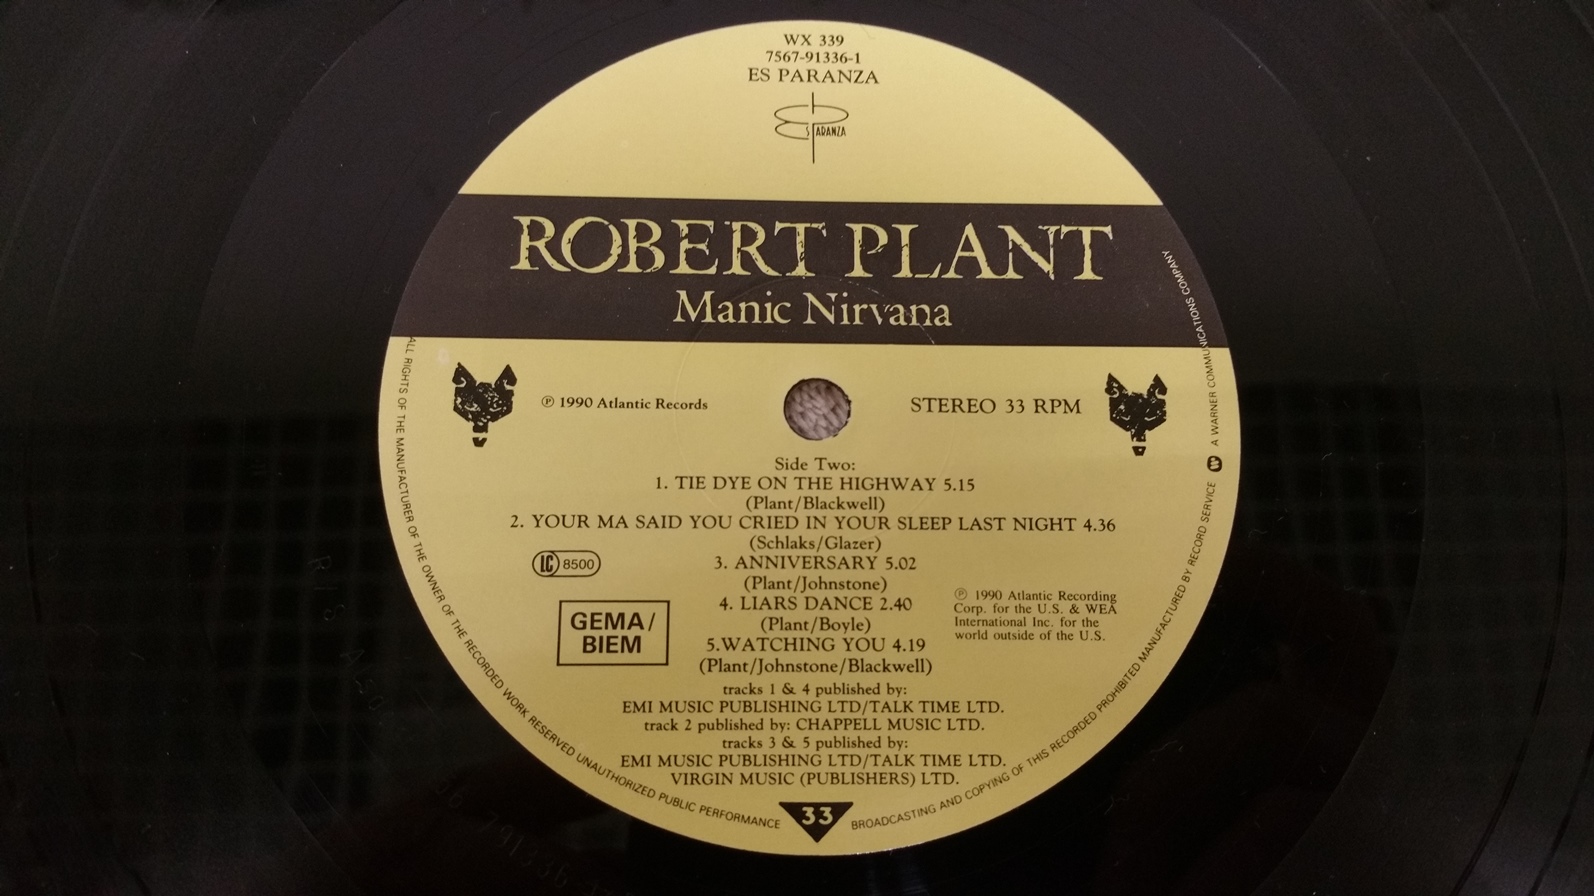 WX 339
7567-91336-1
ES PARANZA
ES PARANZA
ROBERT PLANT
Manic Nirvana
℗ 1990 Atlantic Records
STEREO 33 RPM
Side Two:
1. TIE DYE ON THE HIGHWAY 5.15
(Plant/Blackwell)
2. YOUR MA SAID YOU CRIED IN YOUR SLEEP LAST NIGHT 4.36
(Schlaks/Glazer)
3. ANNIVERSARY 5.02
(Plant/Johnstone)
4. LIARS DANCE 2.40
(Plant/Boyle)
5.WATCHING YOU 4.19
(Plant/Johnstone/Blackwell)
LC 8500
GEMA/
BIEM
℗ 1990 Atlantic Recording
Corp. for the U.S. & WEA
International Inc. for the
world outside of the U.S.
tracks 1 & 4 published by:
EMI MUSIC PUBLISHING LTD/TALK TIME LTD.
track 2 published by: CHAPPELL MUSIC LTD.
tracks 3 & 5 published by:
EMI MUSIC PUBLISHING LTD/TALK TIME LTD.
VIRGIN MUSIC (PUBLISHERS) LTD.
33
ALL RIGHTS OF THE MANUFACTURER OF THE OWNER OF THE RECORDED WORK RESERVED UNAUTHORIZED PUBLIC PERFORMANCE BROADCASTING AND COPYING OF THIS RECORDED PROHIBITED MANUFACTURED BY RECORD SERVICE W A WARNER COMMUNICATIONS COMPANY